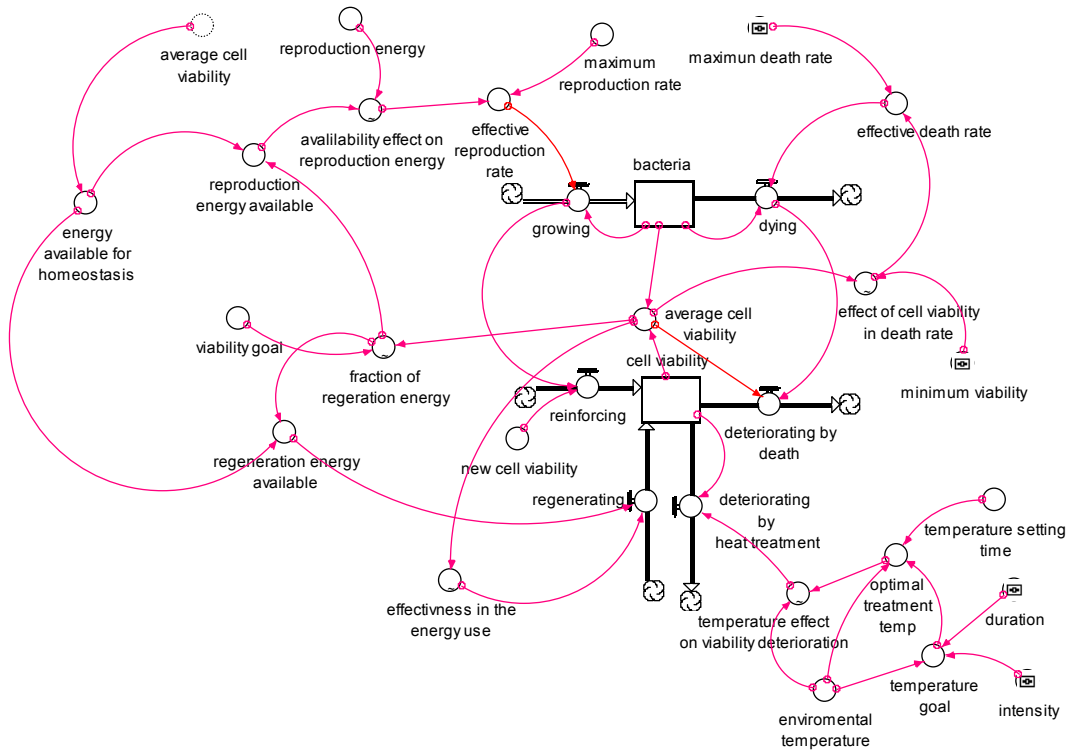 average cell
viability
reproduction energy
maximum
reproduction rate
maximun death rate
availability effect on
reproduction energy
effective
reproduction
rate
effective death rate
reproduction
energy available
bacteria
growing
dying
energy
available for
homeostasis
viability goal
fraction of
regeration energy
average cell
viability
effect of cell viability
in death rate
cell viability
minimum viability
reinforcing
deteriorating by
death
new cell viability
regeneration energy
available
regenerating
deteriorating
by
heat treatment
temperature setting
time
effectivness in the
energy use
optimal
treatment
temp
temperature effect
on viability deterioration
duration
temperature
goal
intensity
enviromental
temperature